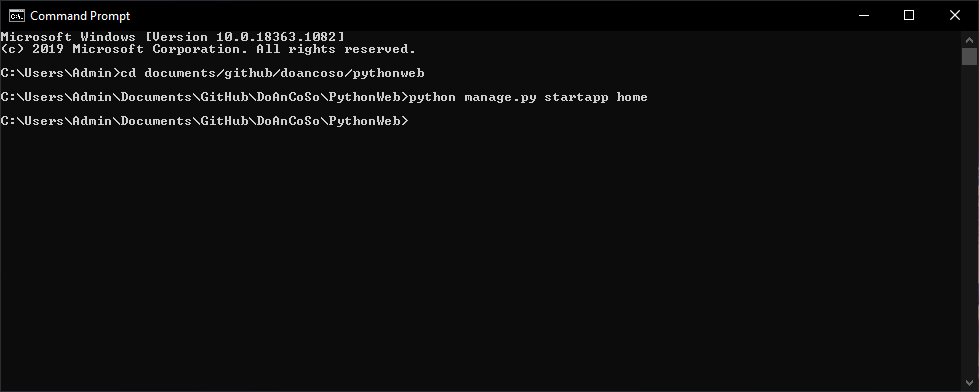 Command Prompt
Microsoft Windows [Version 10.0.18363.1082]
(c) 2019 Microsoft Corporation. All rights reserved.
C:\Users\Admin>cd documents/github/doancoso/pythonweb
C:\Users\Admin\Documents\GitHub\DoAnCoSo\PythonWeb>python manage.py startapp home
C:\Users\Admin\Documents\GitHub\DoAnCoSo\PythonWeb>